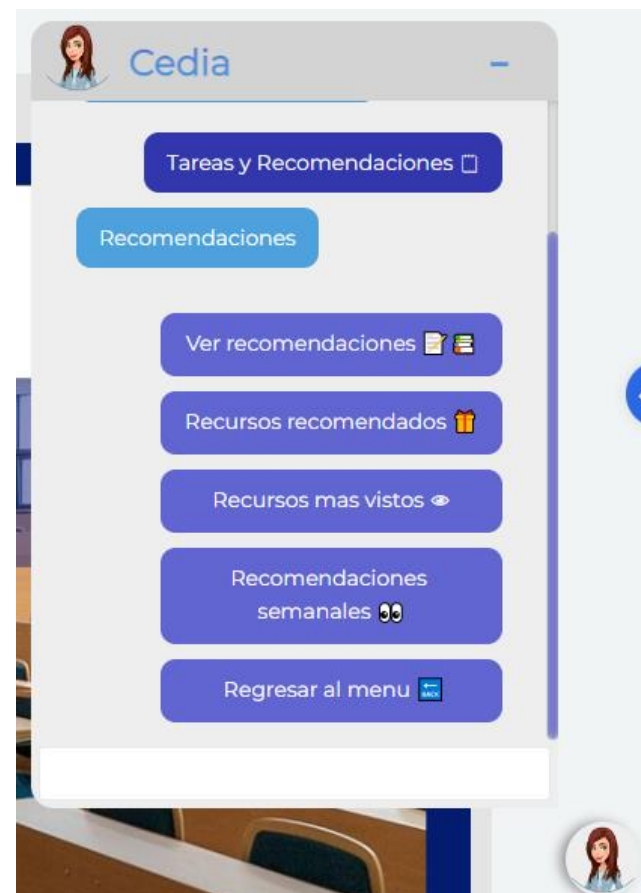 Cedia
Tareas y Recomendaciones
Recomendaciones
Ver recomendaciones 📝📚
Recursos recomendados 🎁
Recursos mas vistos 👁
Recomendaciones
semanales 👀
Regresar al menu 🔙